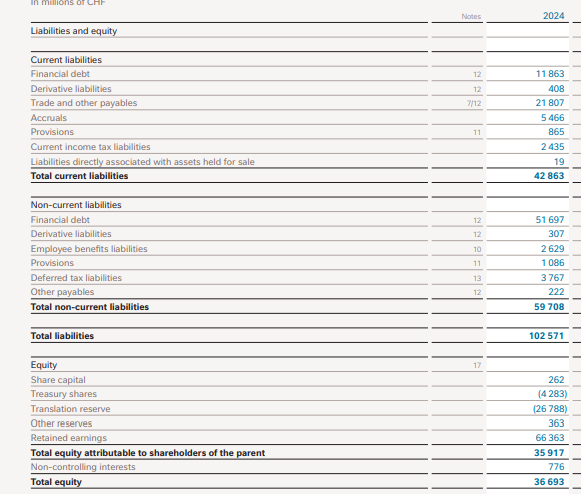 In millions of CHF
Notes 2024
Liabilities and equity
Current liabilities
Financial debt 12 11 863
Derivative liabilities 12 408
Trade and other payables 7/12 21 807
Accruals 5 466
Provisions 11 865
Current income tax liabilities 2 435
Liabilities directly associated with assets held for sale 19
Total current liabilities 42 863
Non-current liabilities
Financial debt 12 51 697
Derivative liabilities 12 307
Employee benefits liabilities 10 2 629
Provisions 11 1 086
Deferred tax liabilities 13 3 767
Other payables 12 222
Total non-current liabilities 59 708
Total liabilities 102 571
Equity 17
Share capital 262
Treasury shares (4 283)
Translation reserve (26 788)
Other reserves 363
Retained earnings 66 363
Total equity attributable to shareholders of the parent 35 917
Non-controlling interests 776
Total equity 36 693